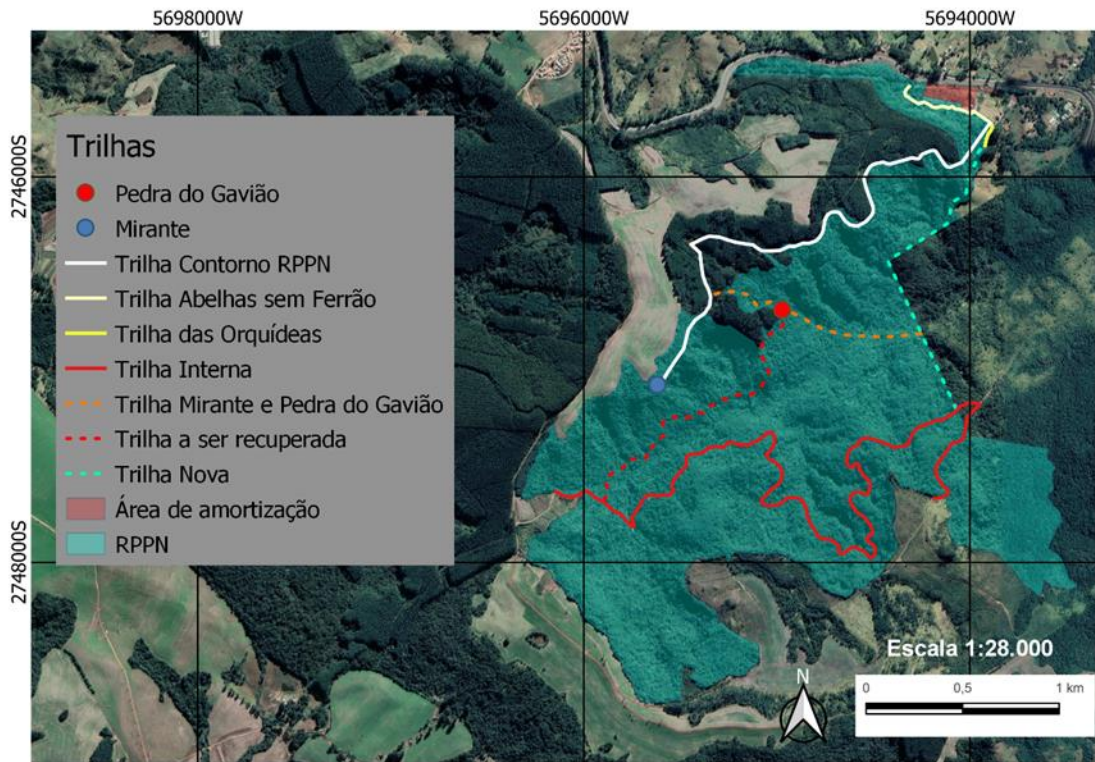 5698000W
5696000W
5694000W
2746000S
2748000S
Trilhas
Pedra do Gavião
Mirante
Trilha Contorno RPPN
Trilha Abelhas sem Ferrão
Trilha das Orquídeas
Trilha Interna
Trilha Mirante e Pedra do Gavião
Trilha a ser recuperada
Trilha Nova
Área de amortização
RPPN
Escala 1:28.000
N
0 0,5 1 km